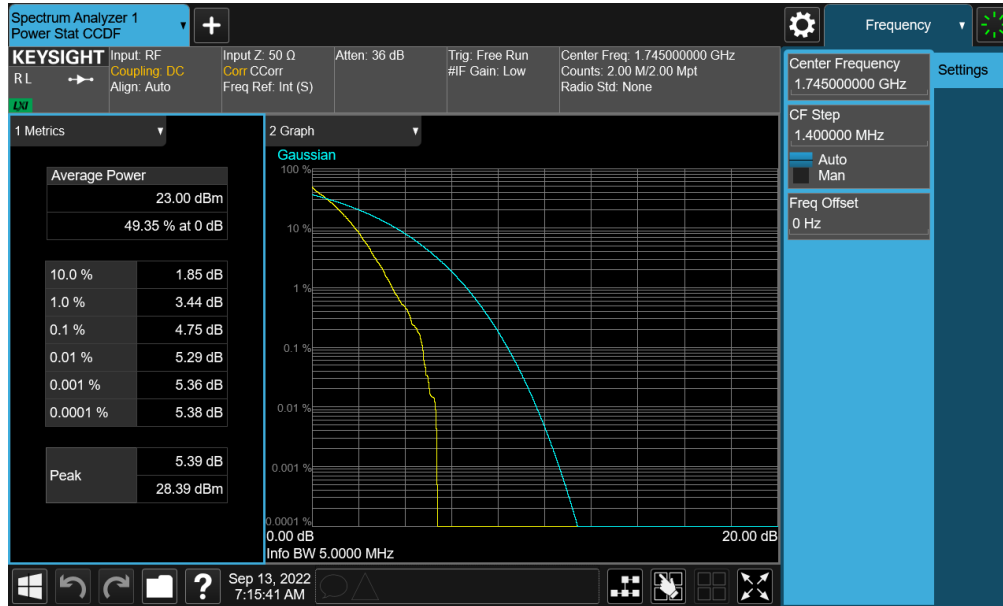 Spectrum Analyzer 1
Power Stat CCDF
+
Frequency
KEYSIGHT
RL
LXI
Input: RF
Coupling: DC
Align: Auto
Input Z: 50 Ω
Corr CCorr
Freq Ref: Int (S)
Atten: 36 dB
Trig: Free Run
#IF Gain: Low
Center Freq: 1.745000000 GHz
Counts: 2.00 M/2.00 Mpt
Radio Std: None
Center Frequency
1.745000000 GHz
Settings
CF Step
1.400000 MHz
Auto
Man
Freq Offset
0 Hz
1 Metrics
Average Power
23.00 dBm
49.35 % at 0 dB
10.0 % 1.85 dB
1.0 % 3.44 dB
0.1 % 4.75 dB
0.01 % 5.29 dB
0.001 % 5.36 dB
0.0001 % 5.38 dB
Peak 5.39 dB
28.39 dBm
2 Graph
Gaussian
100 %
10 %
1 %
0.1 %
0.01 %
0.001 %
0.0001 %
0.00 dB 20.00 dB
Info BW 5.0000 MHz
?
Sep 13, 2022
7:15:41 AM